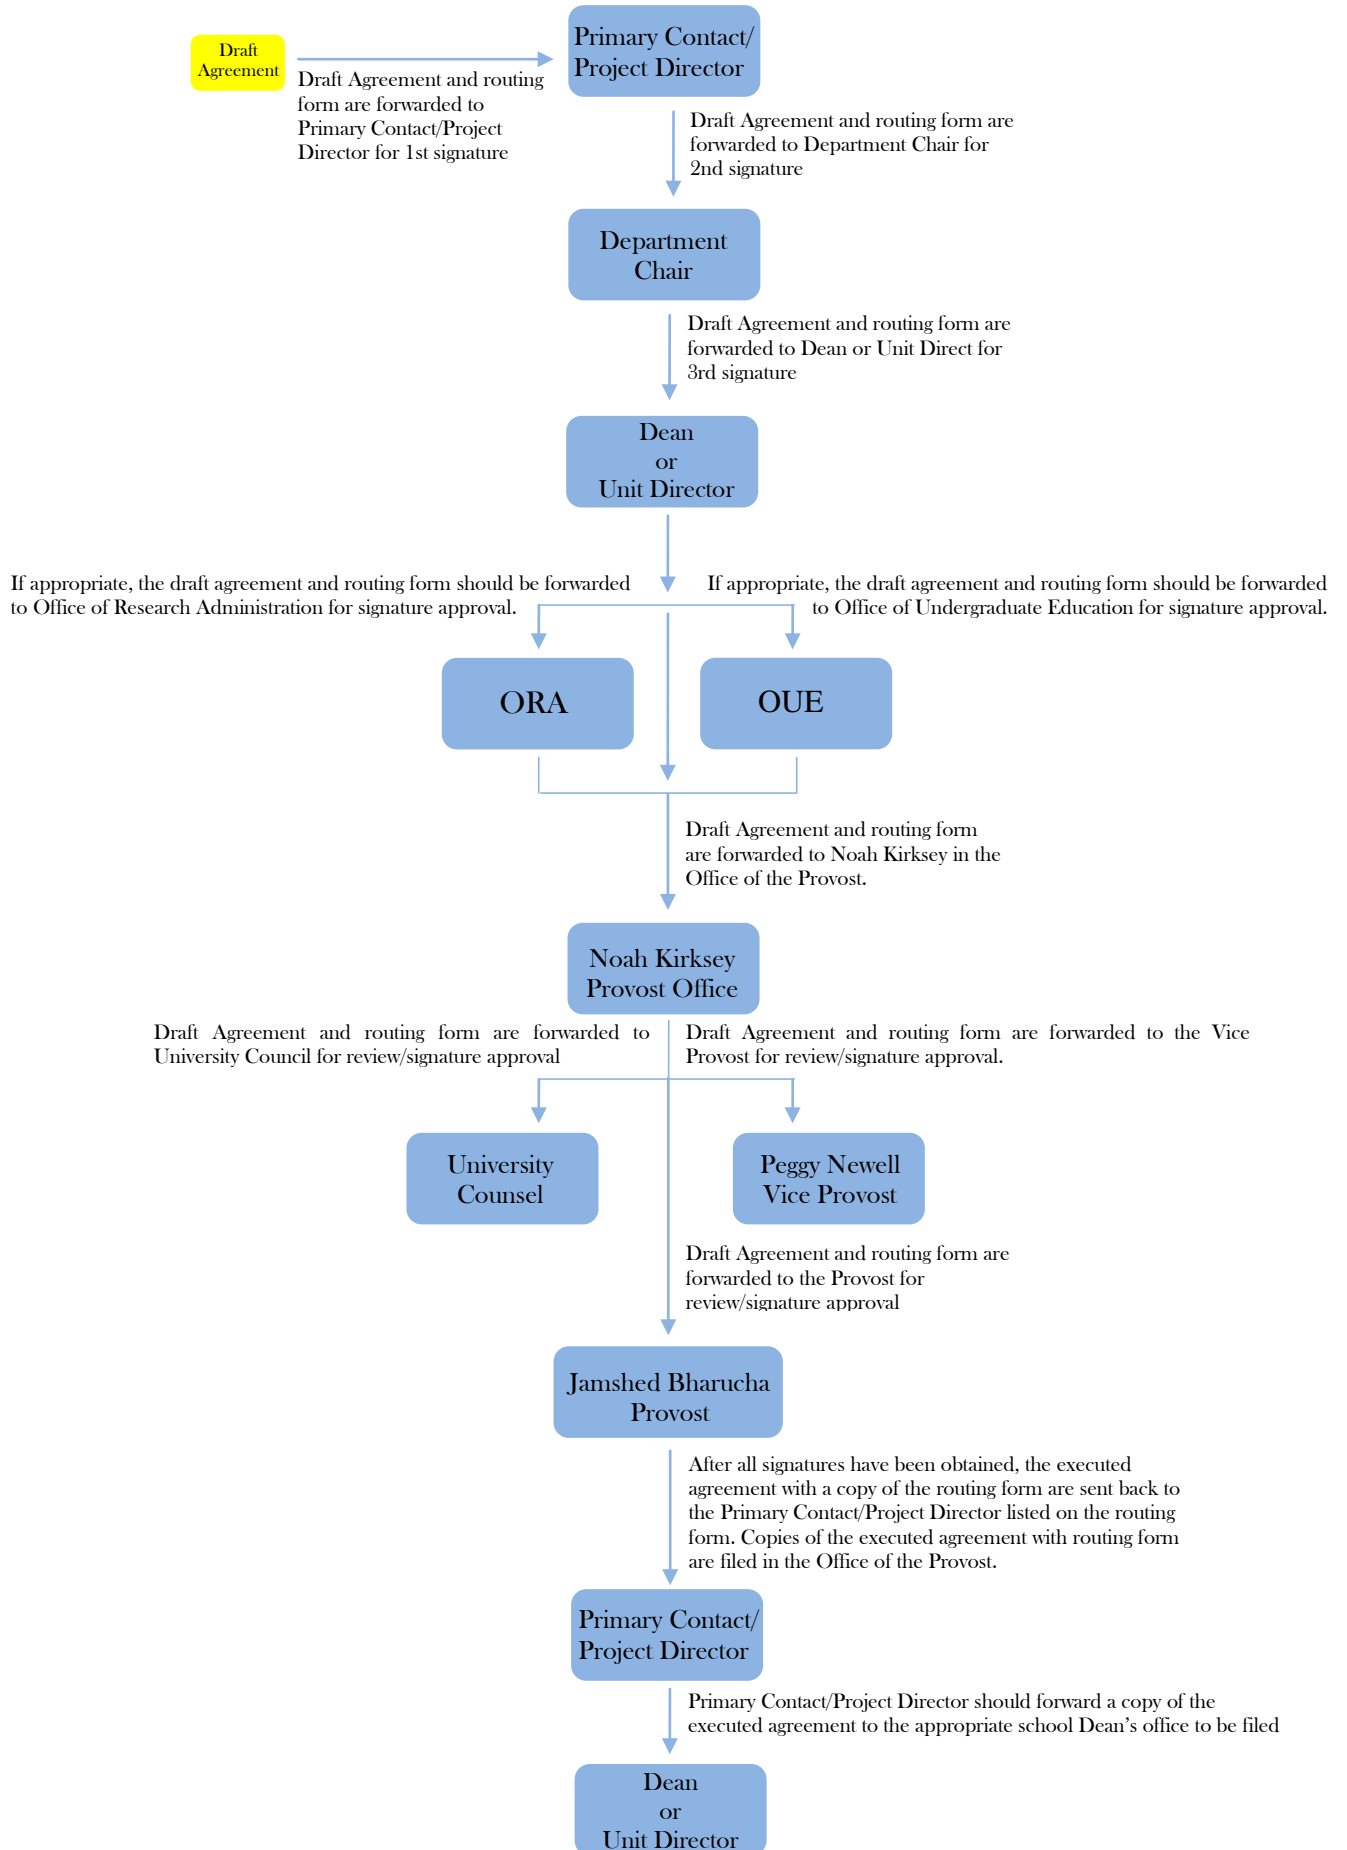 Draft
Agreement
Draft Agreement and routing
form are forwarded to
Primary Contact/Project
Director for 1st signature
Primary Contact/
Project Director
Draft Agreement and routing form are
forwarded to Department Chair for
2nd signature
Department
Chair
Draft Agreement and routing form are
forwarded to Dean or Unit Direct for
3rd signature
Dean
or
Unit Director
If appropriate, the draft agreement and routing form should be forwarded
to Office of Research Administration for signature approval.
If appropriate, the draft agreement and routing form should be forwarded
to Office of Undergraduate Education for signature approval.
ORA
OUE
Draft Agreement and routing form
are forwarded to Noah Kirksey in the
Office of the Provost.
Noah Kirksey
Provost Office
Draft Agreement and routing form are forwarded to
University Council for review/signature approval
Draft Agreement and routing form are forwarded to the Vice
Provost for review/signature approval.
University
Counsel
Peggy Newell
Vice Provost
Draft Agreement and routing form are
forwarded to the Provost for
review/signature approval
Jamshed Bharucha
Provost
After all signatures have been obtained, the executed
agreement with a copy of the routing form are sent back to
the Primary Contact/Project Director listed on the routing
form. Copies of the executed agreement with routing form
are filed in the Office of the Provost.
Primary Contact/
Project Director
Primary Contact/Project Director should forward a copy of the
executed agreement to the appropriate school Dean’s office to be filed
Dean
or
Unit Director